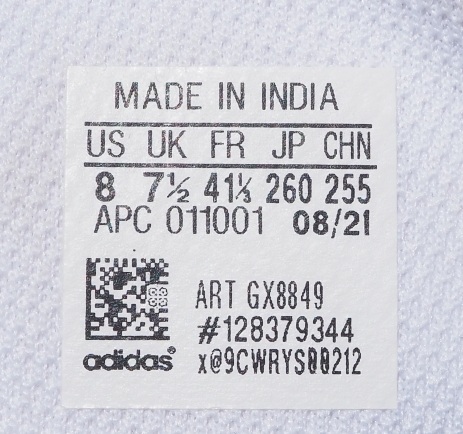 MADE IN INDIA
US UK FR JP CHN
8 7½ 41⅓ 260 255
APC 011001 08/21
ART GX8849
#128379344
adidas® x@9CWRYS00212